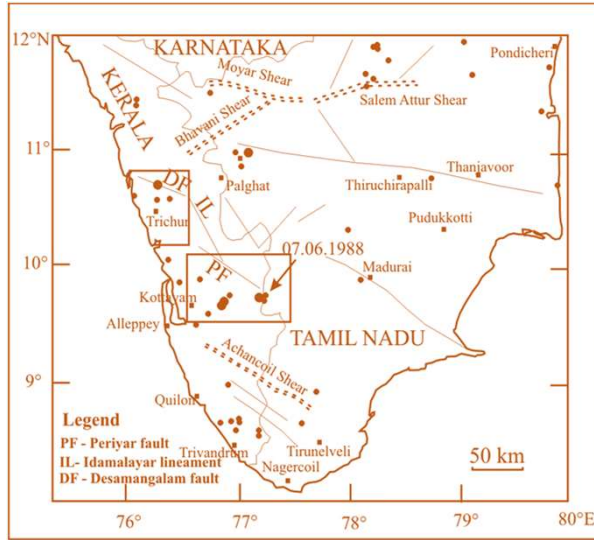 12°N
KARNATAKA
Pondicheri
Moyar Shear
KERALA
Bhavani Shear
Salem Attur Shear
11°
DF
Palghat
Thiruchirapalli
Thanjavoor
IL
Trichur
Pudukkotti
07.06.1988
10°
PF
Madurai
Kottayam
Alleppey
TAMIL NADU
Achancoil Shear
9°
Quilon
Legend
PF - Periyar fault
IL- Idamalayar lineament
DF - Desamangalam fault
Trivandrum
Tirunelveli
Nagercoil
50 km
76°
77°
78°
79°
80°E